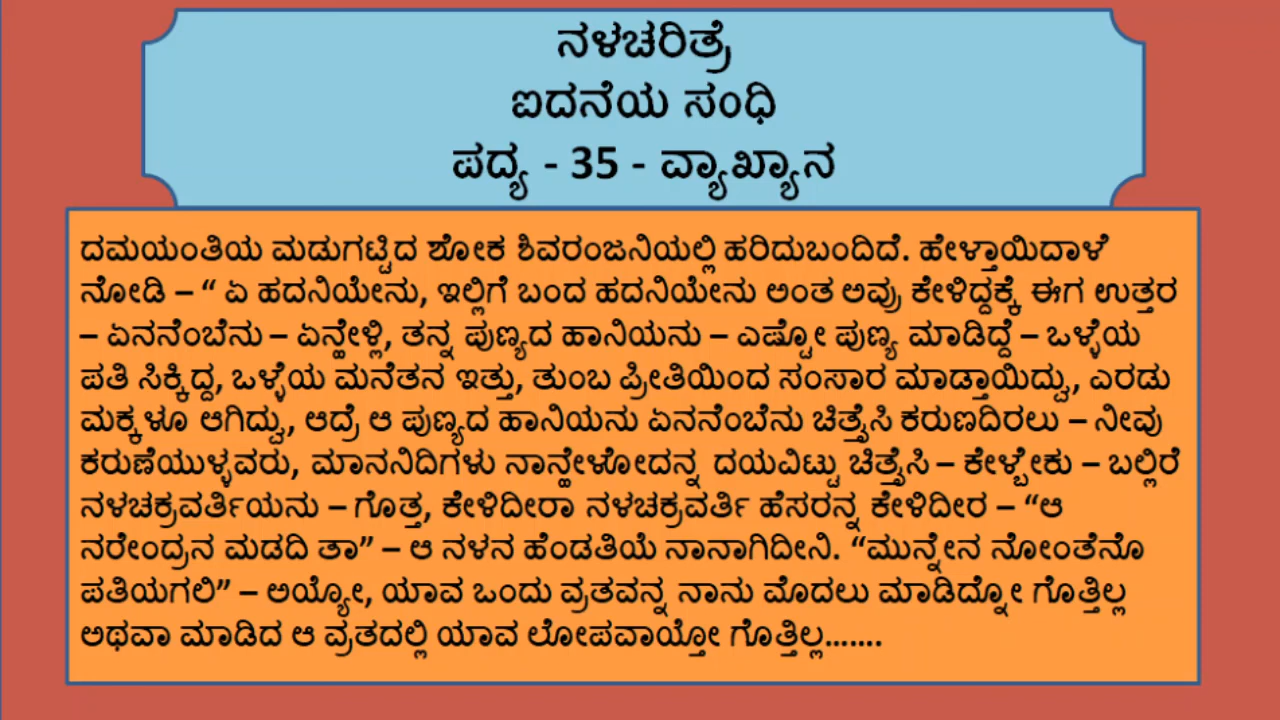 ನಳಚರಿತ್ರೆ
ಐದನೆಯ ಸಂಧಿ
ಪದ್ಯ - 35 - ವ್ಯಾಖ್ಯಾನ
ದಮಯಂತಿಯ ಮಡುಗಟ್ಟಿದ ಶೋಕ ಶಿವರಂಜನಿಯಲ್ಲಿ ಹರಿದುಬಂದಿದೆ. ಹೇಳ್ತಾಯಿದಾಳೆ
ನೋಡಿ – “ ಏ ಹದನಿಯೇನು, ಇಲ್ಲಿಗೆ ಬಂದ ಹದನಿಯೇನು ಅಂತ ಅವ್ರು ಕೇಳಿದ್ದಕ್ಕೆ ಈಗ ಉತ್ತರ
– ಏನನೆಂಬೆನು – ಏನ್ಹೇಳ್ಲಿ, ತನ್ನ ಪುಣ್ಯದ ಹಾನಿಯನು – ಎಷ್ಟೋ ಪುಣ್ಯ ಮಾಡಿದ್ದೆ – ಒಳ್ಳೆಯ
ಪತಿ ಸಿಕ್ಕಿದ್ದ, ಒಳ್ಳೆಯ ಮನೆತನ ಇತ್ತು, ತುಂಬ ಪ್ರೀತಿಯಿಂದ ಸಂಸಾರ ಮಾಡ್ತಾಯಿದ್ವು, ಎರಡು
ಮಕ್ಕಳೂ ಆಗಿದ್ವು, ಆದ್ರೆ ಆ ಪುಣ್ಯದ ಹಾನಿಯನು ಏನನೆಂಬೆನು ಚಿತ್ತೈಸಿ ಕರುಣದಿರಲು – ನೀವು
ಕರುಣೆಯುಳ್ಳವರು, ಮಾನನಿದಿಗಳು ನಾನ್ಹೇಳೋದನ್ನ ದಯವಿಟ್ಟು ಚಿತ್ತೈಸಿ – ಕೇಳ್ಬೇಕು – ಬಲ್ಲಿರೆ
ನಳಚಕ್ರವರ್ತಿಯನು – ಗೊತ್ತ, ಕೇಳಿದೀರಾ ನಳಚಕ್ರವರ್ತಿ ಹೆಸರನ್ನ ಕೇಳಿದೀರ – “ಆ
ನರೇಂದ್ರನ ಮಡದಿ ತಾ” – ಆ ನಳನ ಹೆಂಡತಿಯೆ ನಾನಾಗಿದೀನಿ. “ಮುನ್ನೇನ ನೋಂತೆನೊ
ಪತಿಯಗಲಿ” – ಅಯ್ಯೋ, ಯಾವ ಒಂದು ವ್ರತವನ್ನ ನಾನು ಮೊದಲು ಮಾಡಿದ್ನೋ ಗೊತ್ತಿಲ್ಲ
ಅಥವಾ ಮಾಡಿದ ಆ ವ್ರತದಲ್ಲಿ ಯಾವ ಲೋಪವಾಯ್ತೋ ಗೊತ್ತಿಲ್ಲ.......